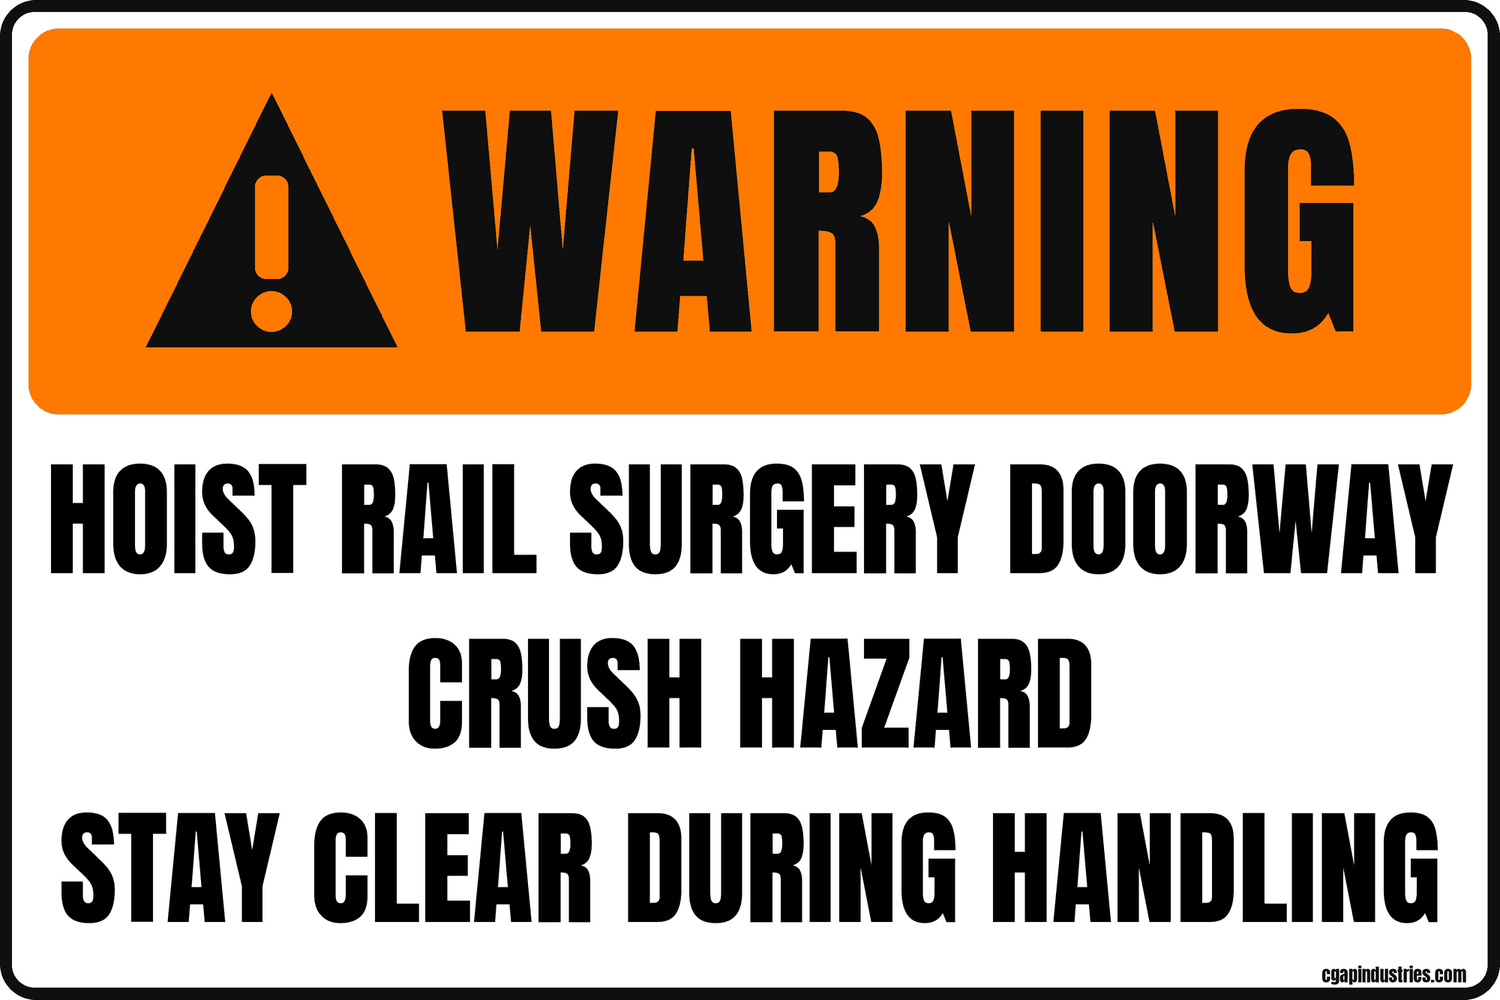 WARNING
HOIST RAIL SURGERY DOORWAY
CRUSH HAZARD
STAY CLEAR DURING HANDLING
cgapindustries.com